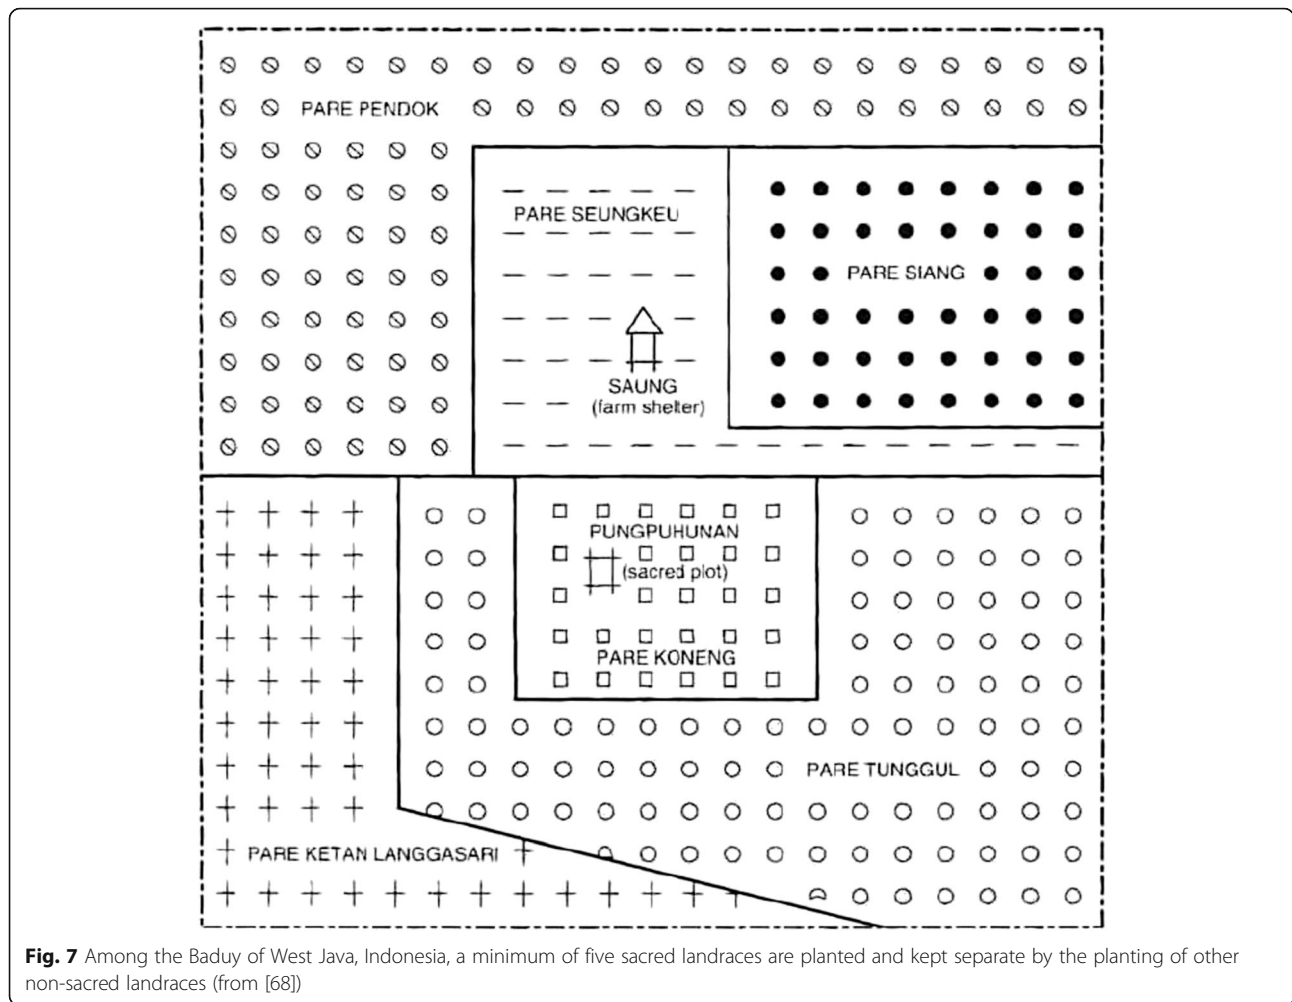 PARE PENDOK
PARE SEUNGKEU
PARE SIANG
SAUNG
(farm shelter)
PUNGPUHUNAN
(sacred plot)
PARE KONENG
PARE TUNGGUL
PARE KETAN LANGGASARI
Fig. 7 Among the Baduy of West Java, Indonesia, a minimum of five sacred landraces are planted and kept separate by the planting of other
non-sacred landraces (from [68])